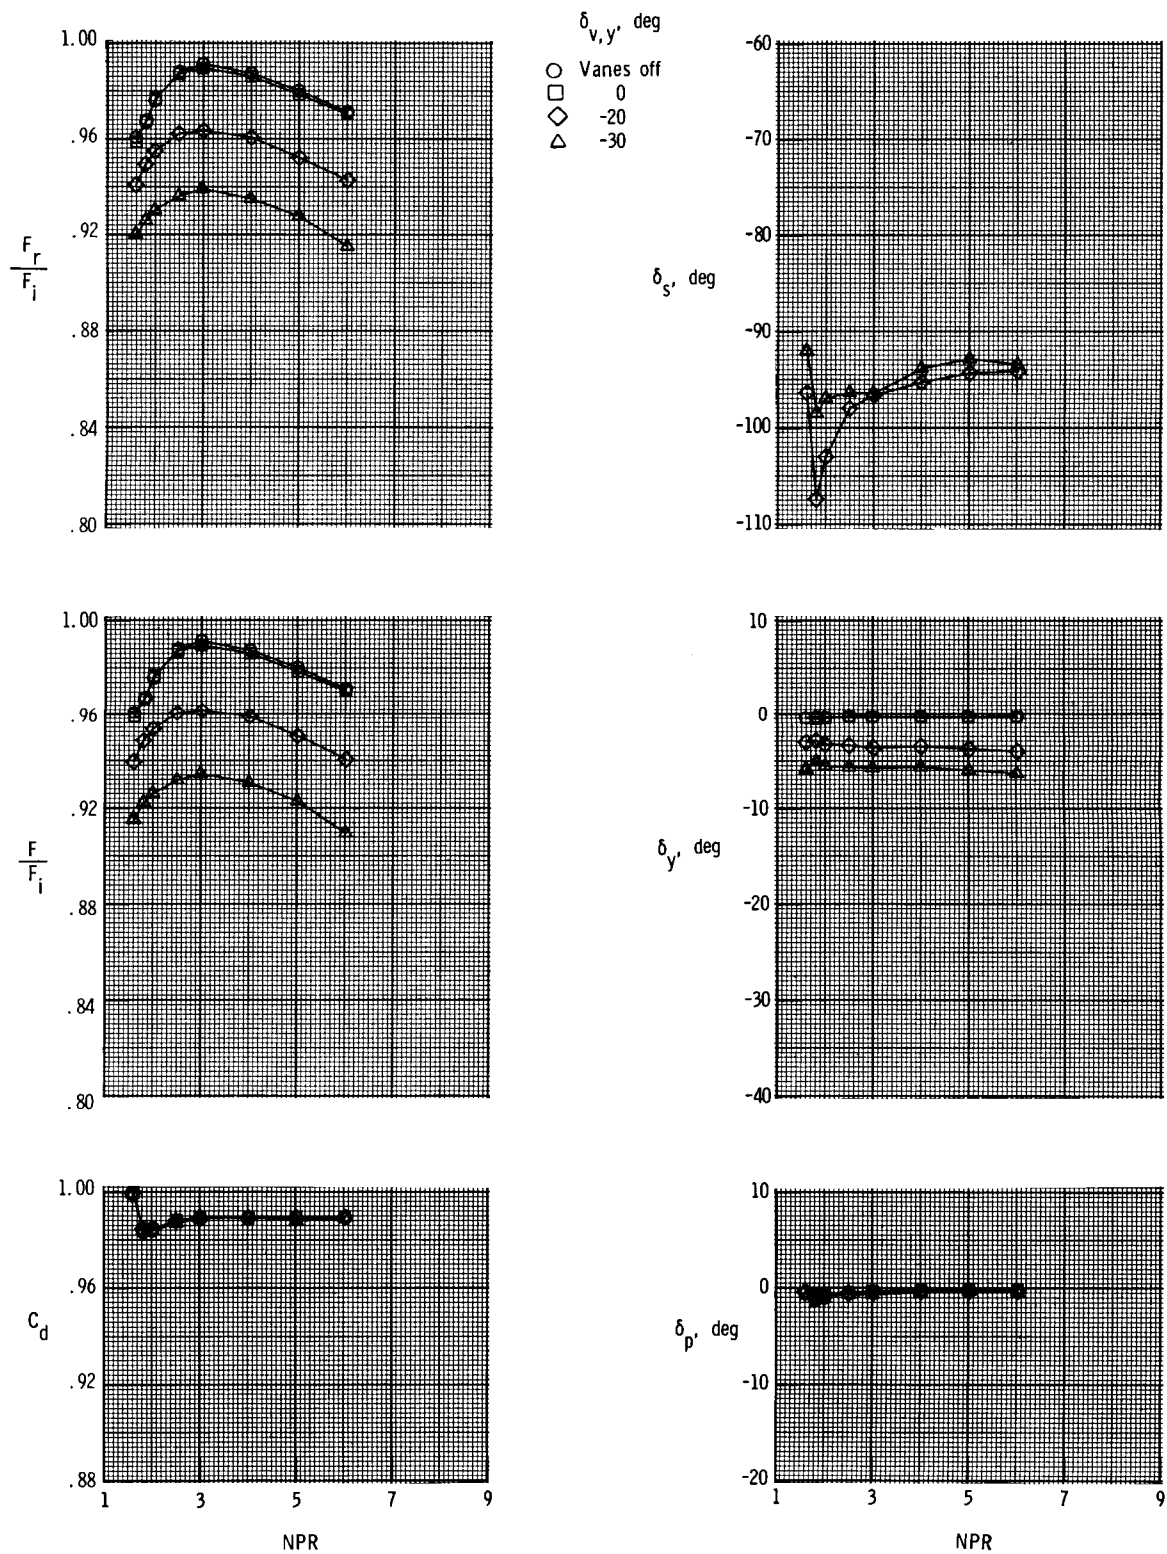 δv,y, deg
Vanes off
0
-20
-30
1.00
.96
.92
.88
.84
.80
Fr
Fi
-60
-70
-80
-90
-100
-110
δs, deg
1.00
.96
.92
.88
.84
.80
F
Fi
10
0
-10
-20
-30
-40
δy, deg
1.00
.96
.92
.88
Cd
1 3 5 7 9
NPR
10
0
-10
-20
δp, deg
1 3 5 7 9
NPR